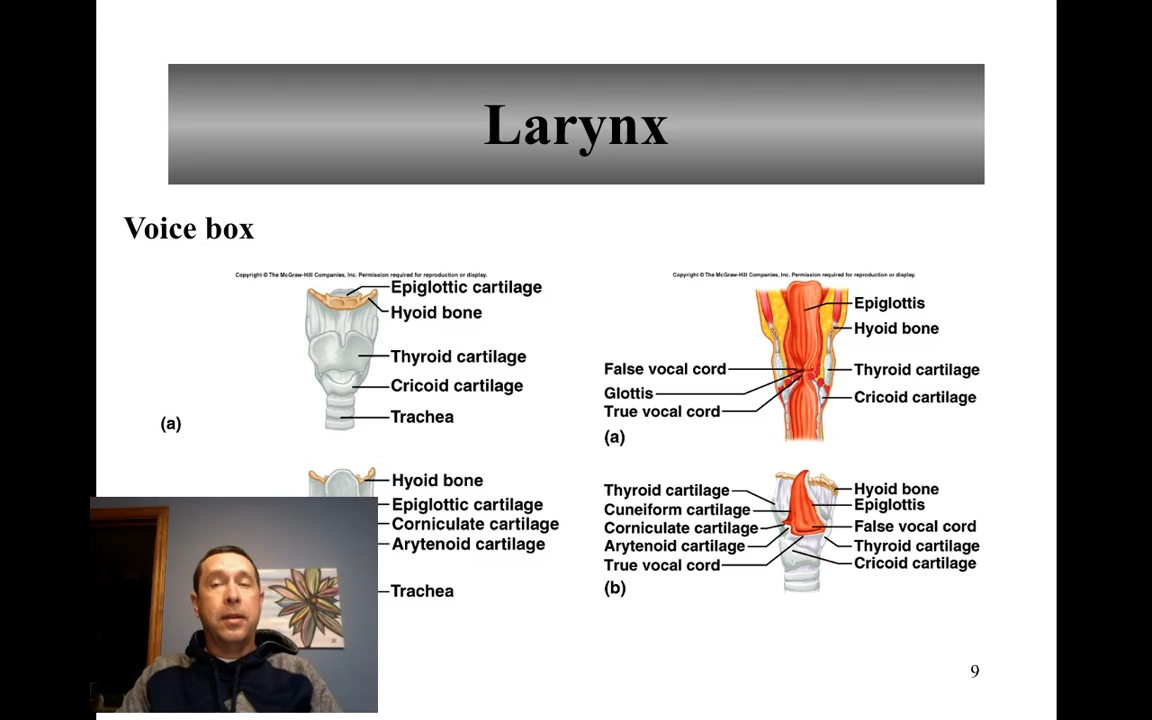 Larynx
Voice box
Copyright © The McGraw-Hill Companies, Inc. Permission required for reproduction or display.
Epiglottic cartilage
Hyoid bone
Thyroid cartilage
Cricoid cartilage
Trachea
(a)
Hyoid bone
Epiglottic cartilage
Corniculate cartilage
Arytenoid cartilage
Trachea
Copyright © The McGraw-Hill Companies, Inc. Permission required for reproduction or display.
Epiglottis
Hyoid bone
False vocal cord
Thyroid cartilage
Glottis
Cricoid cartilage
True vocal cord
(a)
Thyroid cartilage
Cuneiform cartilage
Corniculate cartilage
Arytenoid cartilage
True vocal cord
(b)
Hyoid bone
Epiglottis
False vocal cord
Thyroid cartilage
Cricoid cartilage
9